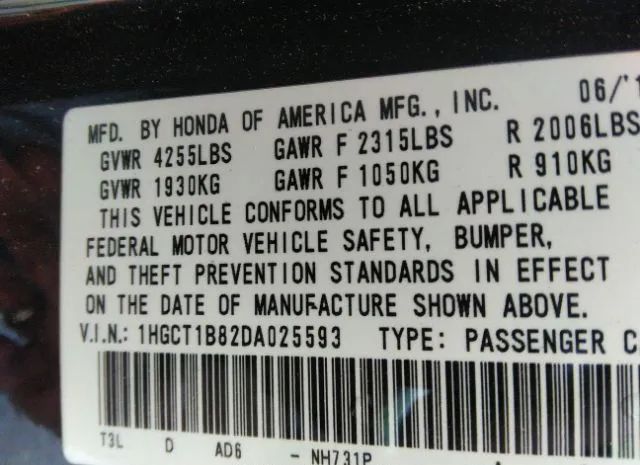 MFD. BY HONDA OF AMERICA MFG., INC. 06/'1
GVWR 4255LBS GAWR F 2315LBS R 2006LBS
GVWR 1930KG GAWR F 1050KG R 910KG
THIS VEHICLE CONFORMS TO ALL APPLICABLE
FEDERAL MOTOR VEHICLE SAFETY, BUMPER,
AND THEFT PREVENTION STANDARDS IN EFFECT
ON THE DATE OF MANUFACTURE SHOWN ABOVE.
V.I.N.: 1HGCT1B82DA025593 TYPE: PASSENGER C
T3L D AD6 - NH731P